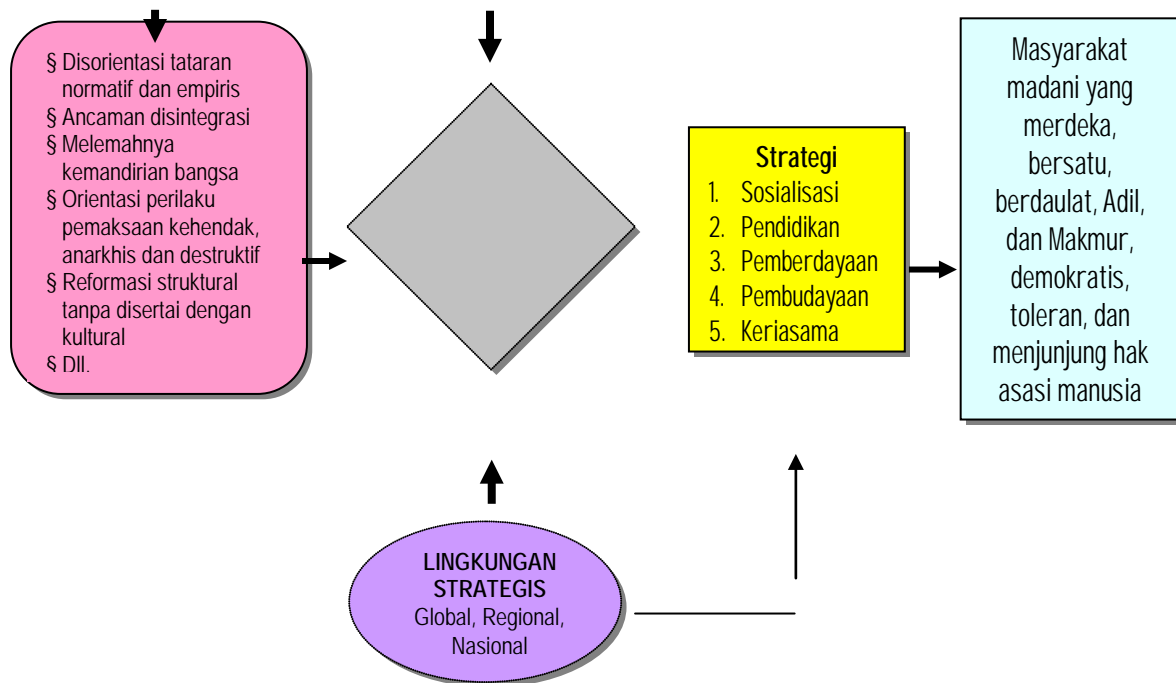 § Disorientasi tataran
normatif dan empiris
§ Ancaman disintegrasi
§ Melemahnya
kemandirian bangsa
§ Orientasi perilaku
pemaksaan kehendak,
anarkhis dan destruktif
§ Reformasi struktural
tanpa disertai dengan
kultural
§ Dll.
Strategi
1. Sosialisasi
2. Pendidikan
3. Pemberdayaan
4. Pembudayaan
5. Keriasama
Masyarakat
madani yang
merdeka,
bersatu,
berdaulat, Adil,
dan Makmur,
demokratis,
toleran, dan
menjunjung hak
asasi manusia
LINGKUNGAN
STRATEGIS
Global, Regional,
Nasional